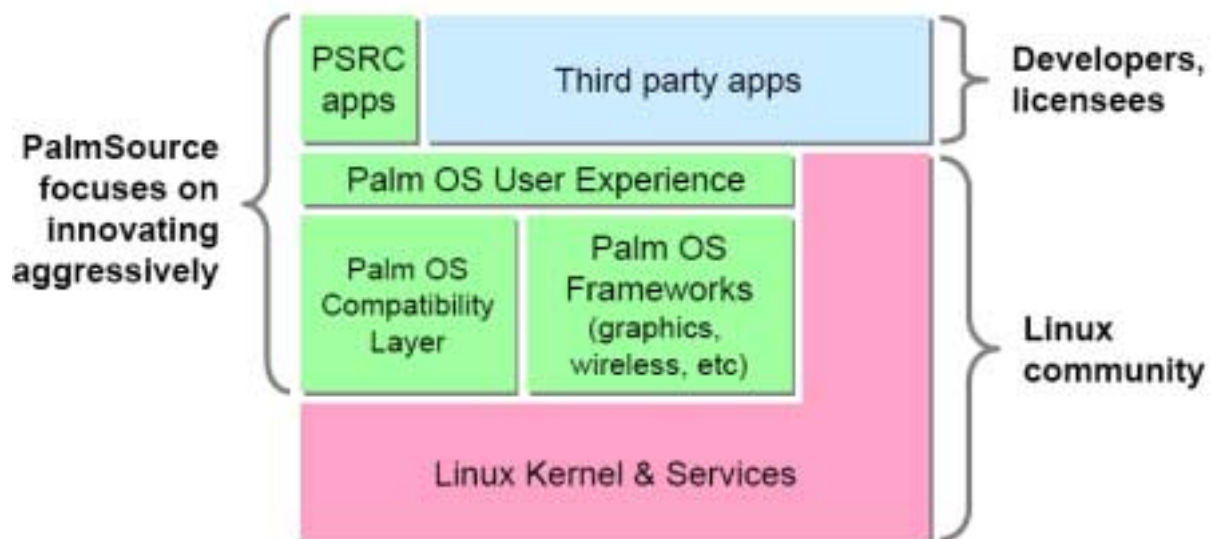 PSRC
apps
Third party apps
Developers,
licensees
PalmSource
focuses on
innovating
aggressively
Palm OS User Experience
Palm OS
Compatibility
Layer
Palm OS
Frameworks
(graphics,
wireless, etc)
Linux
community
Linux Kernel & Services